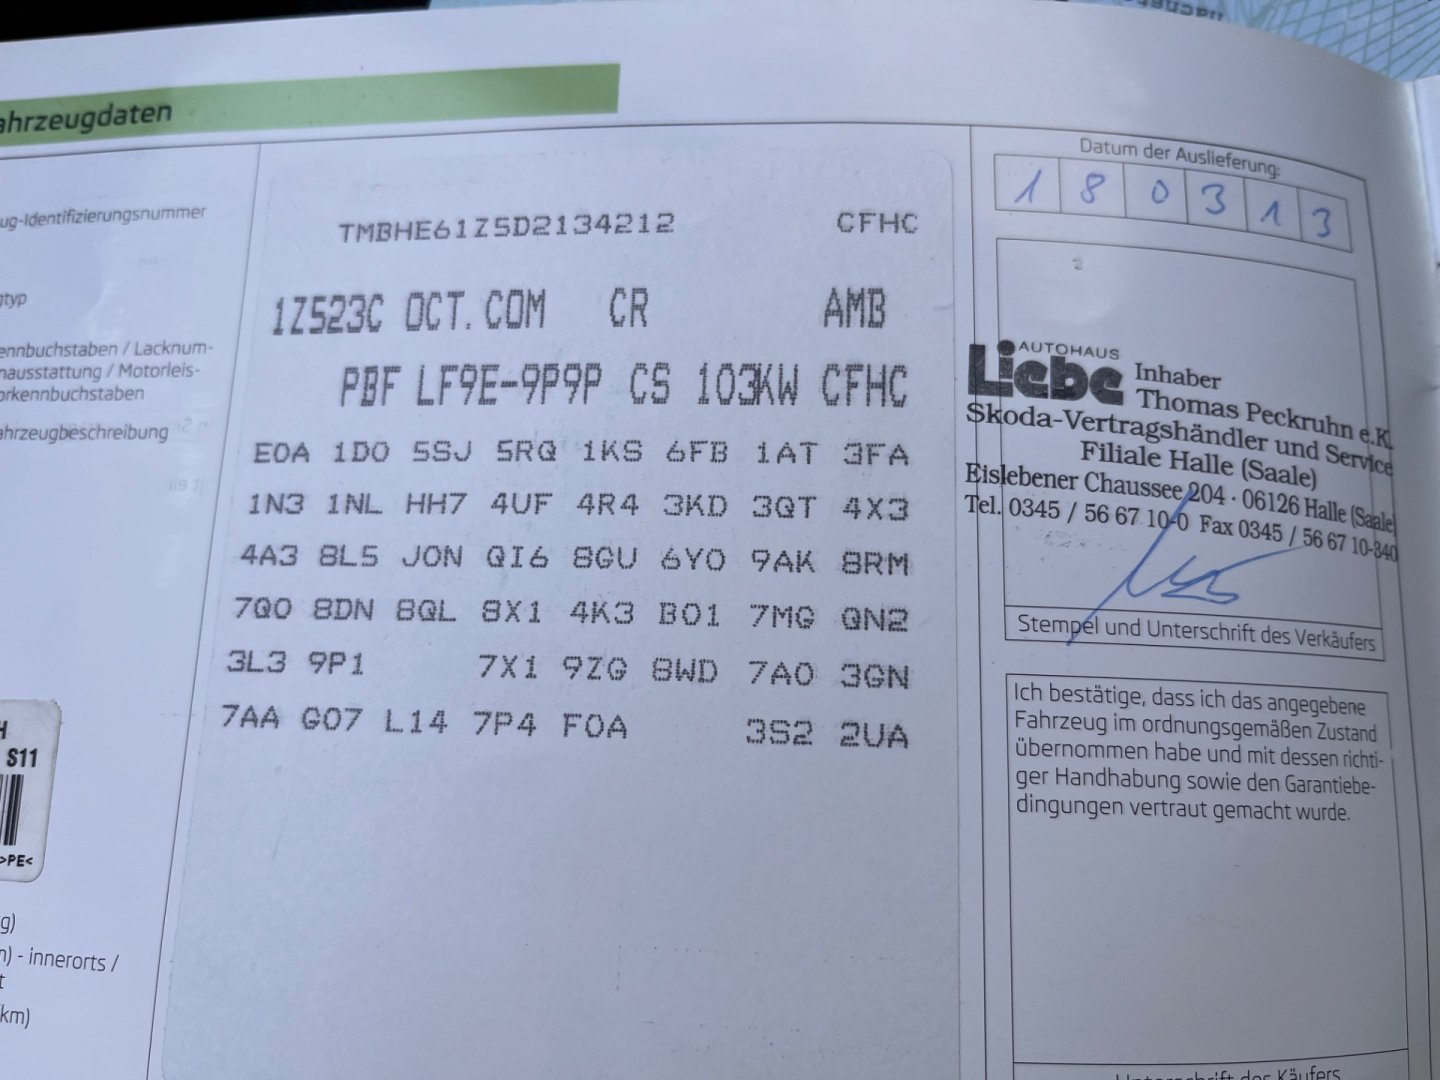 ahrzeugdaten
ug-Identifizierungsnummer
gtyp
ennbuchstaben / Lacknum-
nausstattung / Motorleis-
orkennbuchstaben
ahrzeugbeschreibung
TMBHE61Z5D2134212 CFHC
1Z523C OCT. COM CR AMB
PBF LF9E-9P9P CS 103KW CFHC
E0A 1D0 5SJ 5RQ 1KS 6FB 1AT 3FA
1N3 1NL HH7 4UF 4R4 3KD 3QT 4X3
4A3 8L5 J0N QI6 8GU 6Y0 9AK 8RM
7Q0 8DN 8QL 8X1 4K3 B01 7MG QN2
3L3 9P1 7X1 9ZG 8WD 7A0 3GN
7AA G07 L14 7P4 F0A 3S2 2UA
H
S11
>PE<
g)
n) - innerorts /
t
km)
Datum der Auslieferung:
1 8 0 3 1 3
AUTOHAUS
Liebe Inhaber
Thomas Peckruhn e.K.
Skoda-Vertragshändler und Service
Filiale Halle (Saale)
Eislebener Chaussee 204 · 06126 Halle (Saale)
Tel. 0345 / 56 67 10-0 Fax 0345 / 56 67 10-340
Stempel und Unterschrift des Verkäufers
Ich bestätige, dass ich das angegebene
Fahrzeug im ordnungsgemäßen Zustand
übernommen habe und mit dessen richti-
ger Handhabung sowie den Garantiebe-
dingungen vertraut gemacht wurde.
Unterschrift des Käufers